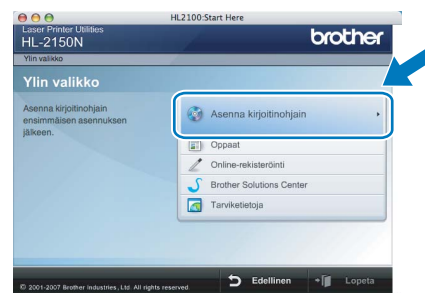 HL2100:Start Here
Laser Printer Utilities
HL-2150N
brother
Ylin valikko
Ylin valikko
Asenna kirjoitinohjain
ensimmäisen asennuksen
jälkeen.
Asenna kirjoitinohjain
Oppaat
Online-rekisteröinti
Brother Solutions Center
Tarviketietoja
© 2001-2007 Brother Industries, Ltd. All rights reserved.
Edellinen
Lopeta